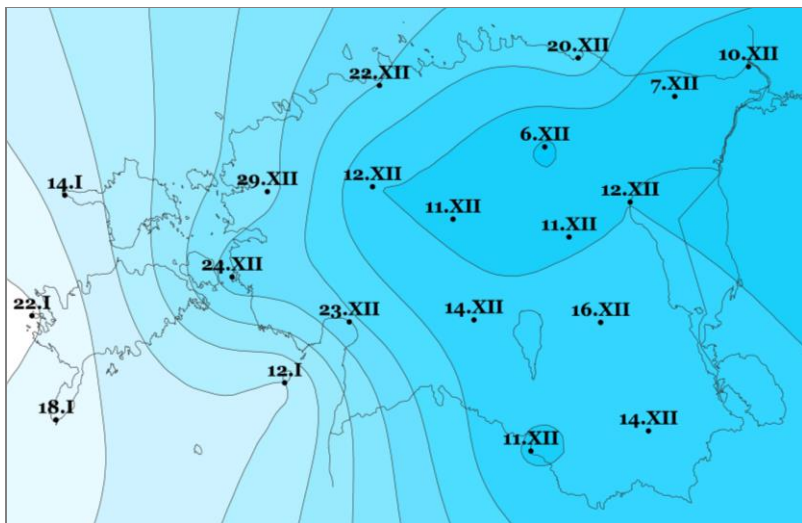 20.XII
10.XII
22.XII
7.XII
6.XII
14.I
29.XII
12.XII
12.XII
11.XII
11.XII
24.XII
22.I
23.XII
14.XII
16.XII
12.I
18.I
11.XII
14.XII